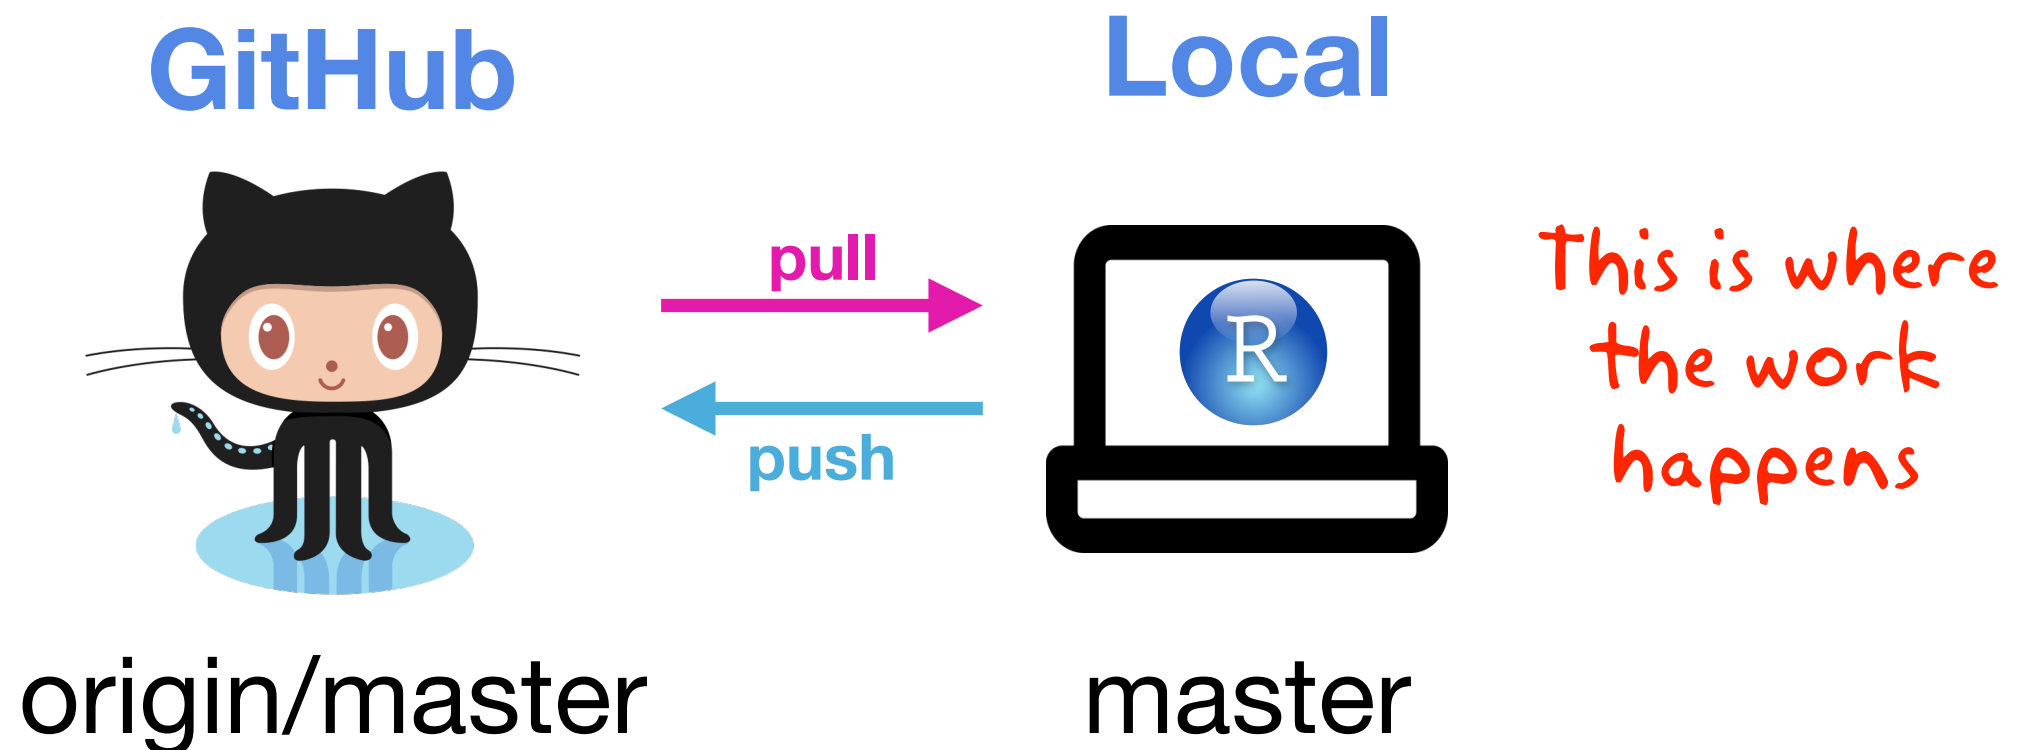 GitHub
Local
pull
push
R
This is where
the work
happens
origin/master
master